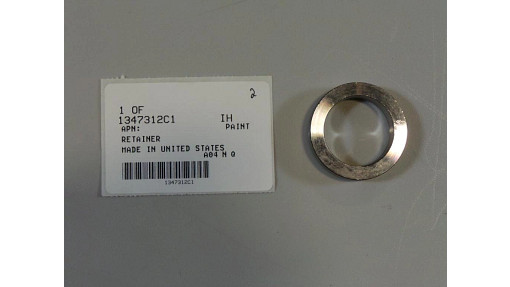 2
1 OF
1347312C1 IH
APN: PAINT
RETAINER
MADE IN UNITED STATES
A04 M 0
1347312C1